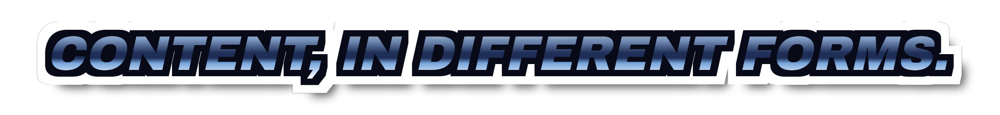 CONTENT, IN DIFFERENT FORMS.